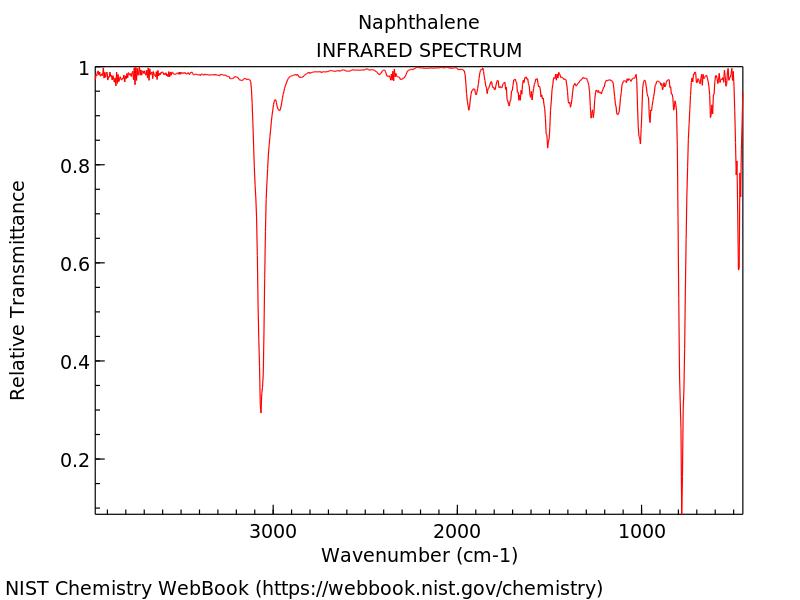 Naphthalene
INFRARED SPECTRUM
1
0.8
0.6
0.4
0.2
Relative Transmittance
3000 2000 1000
Wavenumber (cm-1)
NIST Chemistry WebBook (https://webbook.nist.gov/chemistry)